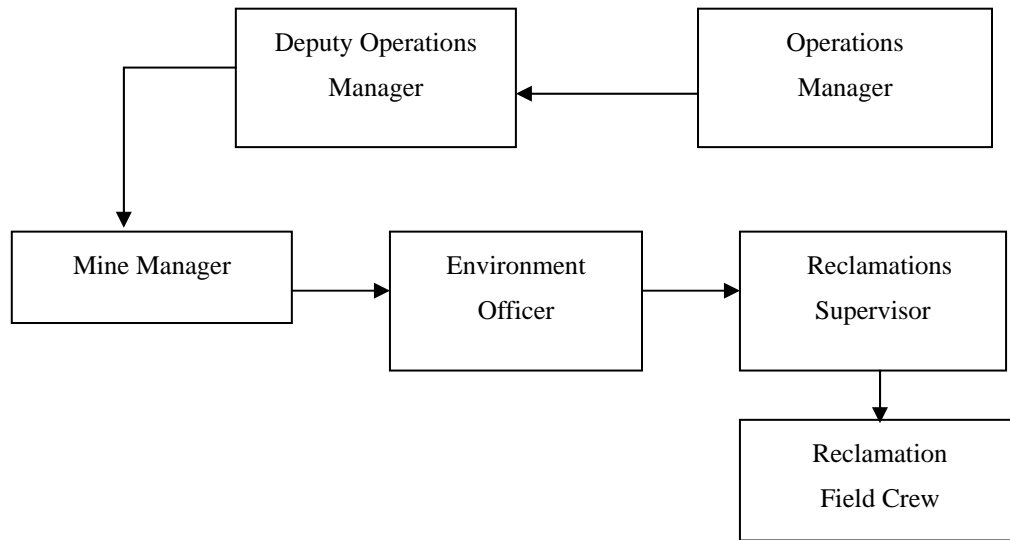 Deputy Operations
Manager
Operations
Manager
Mine Manager
Environment
Officer
Reclamations
Supervisor
Reclamation
Field Crew